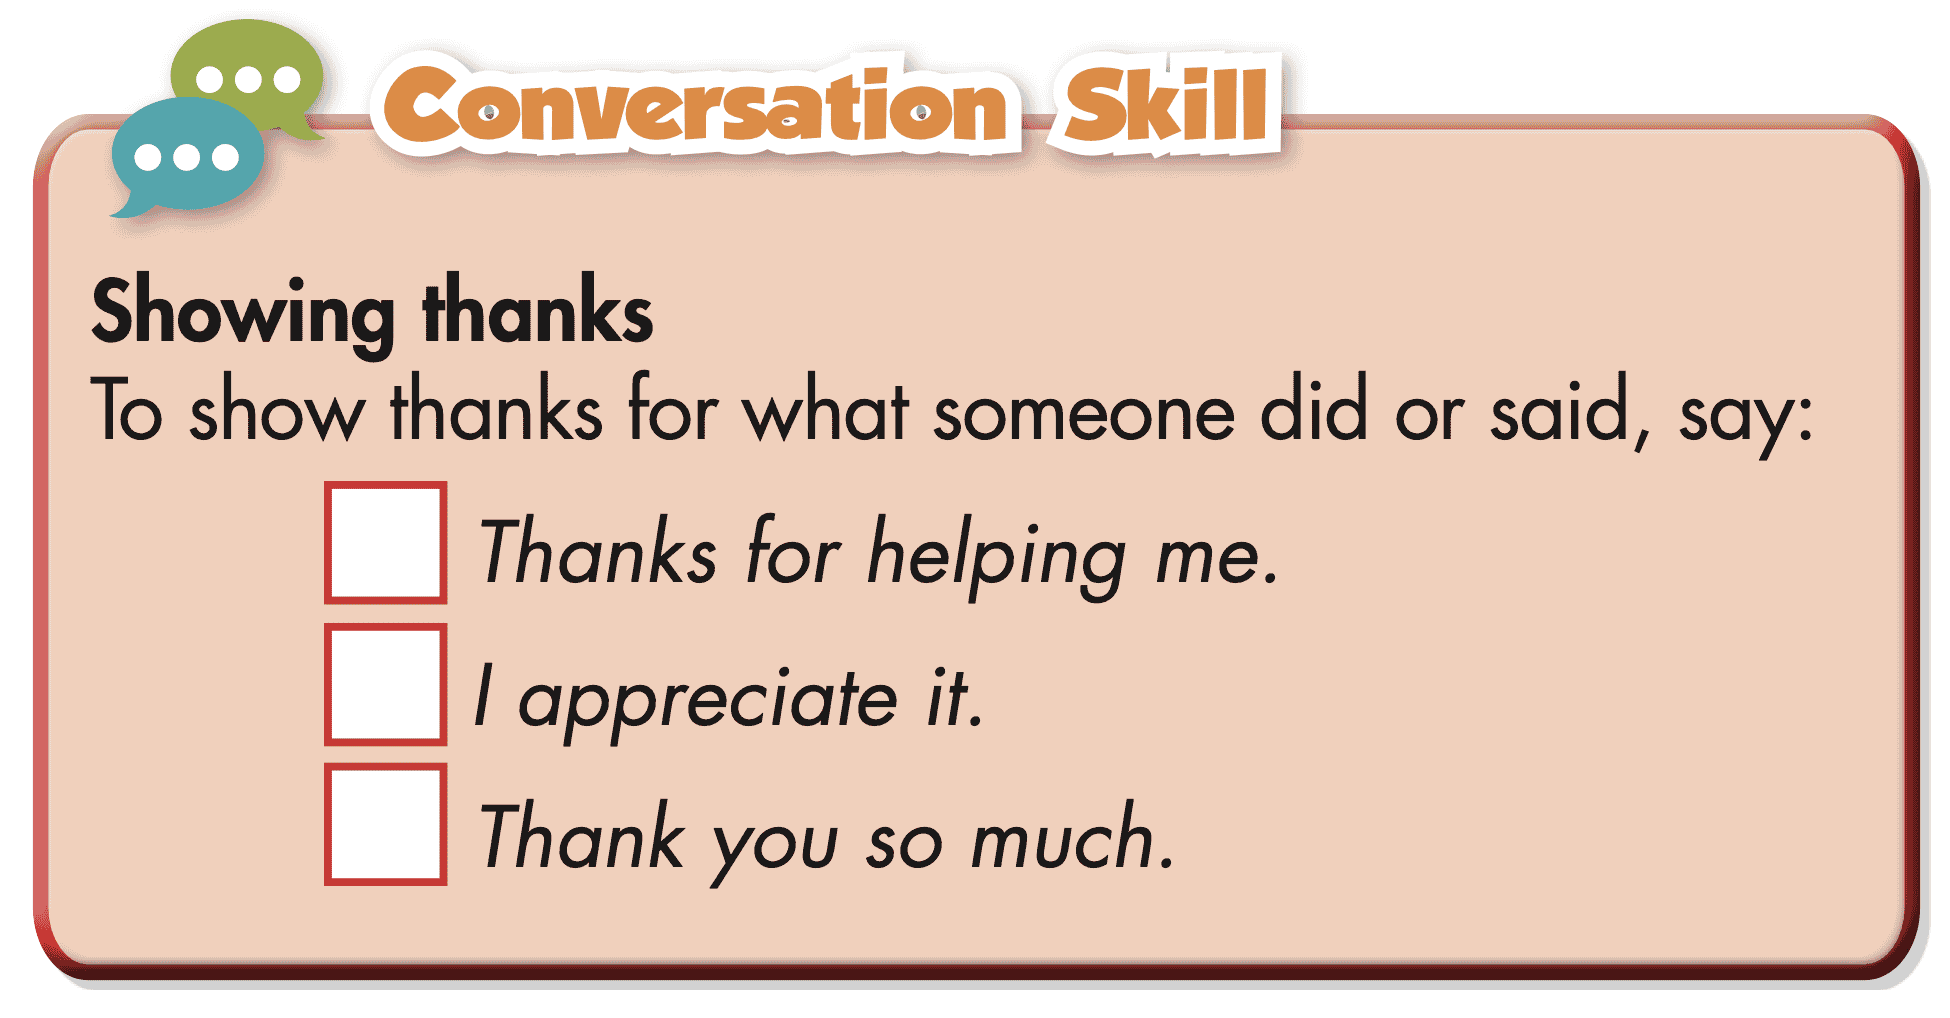 Conversation Skill
Showing thanks
To show thanks for what someone did or said, say:
Thanks for helping me.
I appreciate it.
Thank you so much.